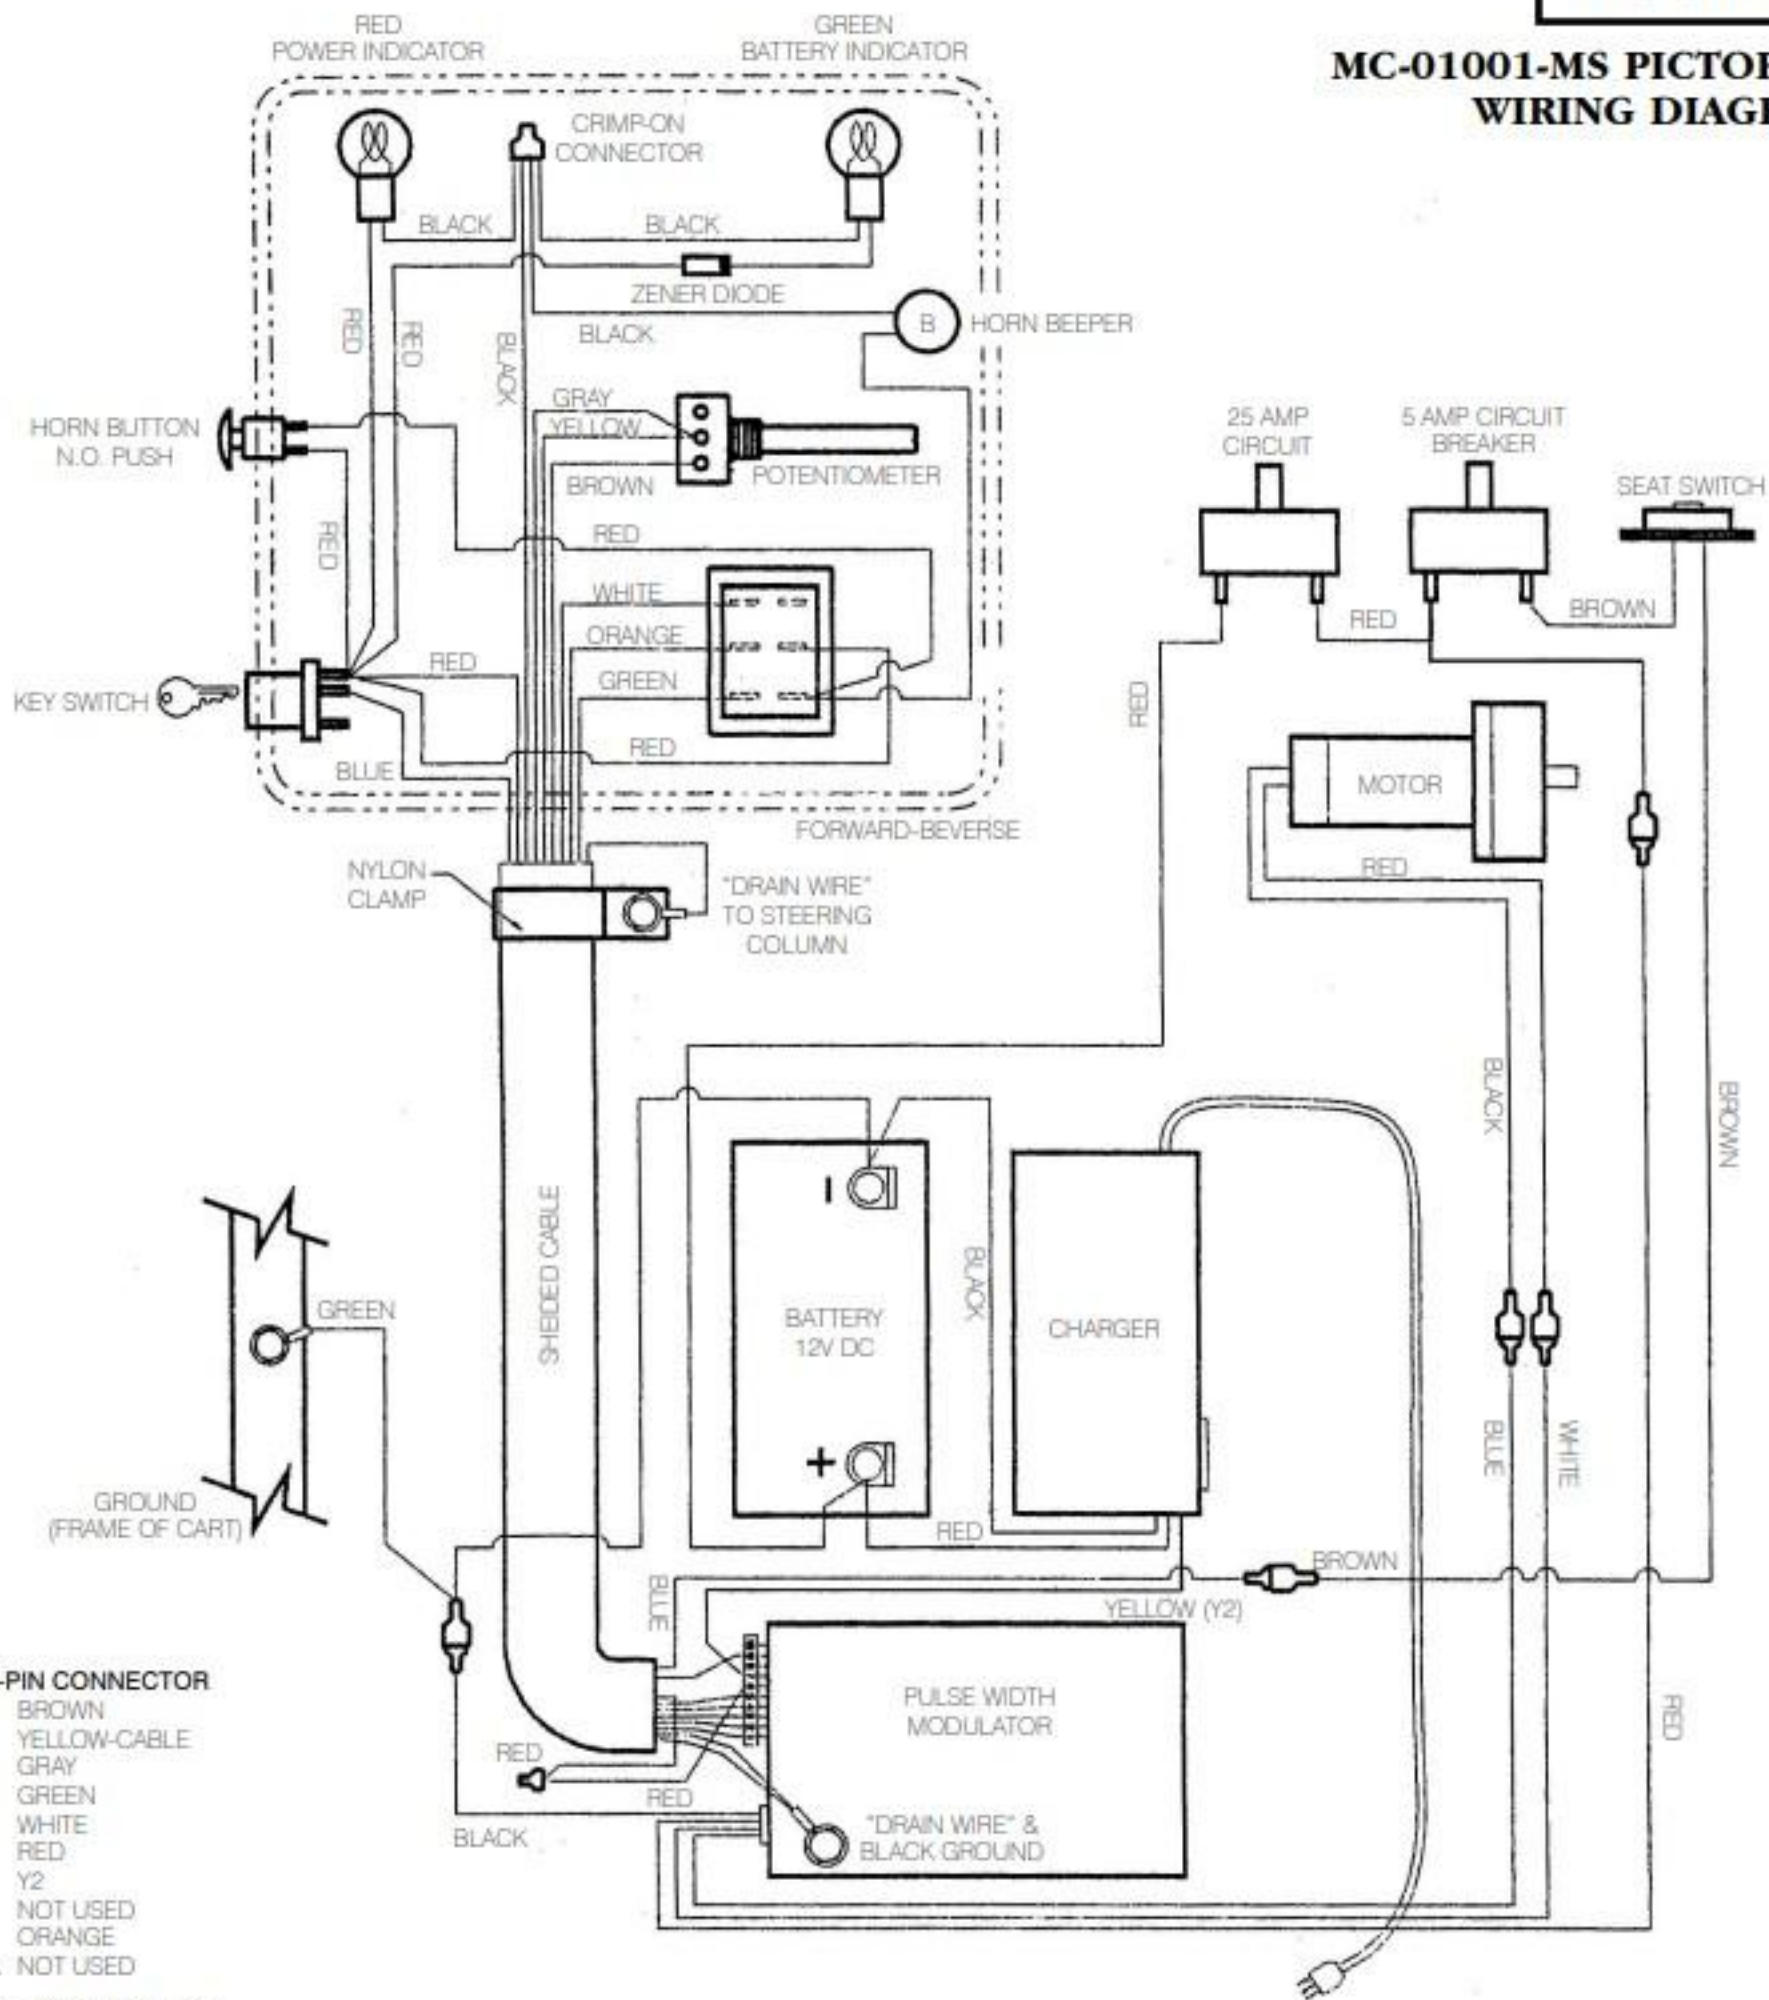 MC-01001-MS
WIRING
RED
POWER INDICATOR
GREEN
BATTERY INDICATOR
CRIMP-ON
CONNECTOR
BLACK
BLACK
ZENER DIODE
BLACK
B
HORN BEEPER
RED
RED
BLACK
HORN BUTTON
N.O. PUSH
GRAY
YELLOW
BROWN
POTENTIOMETER
RED
RED
WHITE
ORANGE
GREEN
RED
KEY SWITCH
RED
BLUE
FORWARD-BEVERSE
25 AMP
CIRCUIT
5 AMP CIRCUIT
BREAKER
SEAT SWITCH
RED
BROWN
RED
MOTOR
RED
NYLON
CLAMP
"DRAIN WIRE"
TO STEERING
COLUMN
BLACK
BROWN
SHEIDED CABLE
GREEN
GROUND
(FRAME OF CART)
-
BATTERY
12V DC
+
BLACK
CHARGER
BLUE
WHITE
RED
BROWN
BLUE
YELLOW (Y2)
PULSE WIDTH
MODULATOR
RED
RED
RED
BLACK
"DRAIN WIRE" &
BLACK GROUND
-PIN CONNECTOR
BROWN
YELLOW-CABLE
GRAY
GREEN
WHITE
RED
Y2
NOT USED
ORANGE
NOT USED